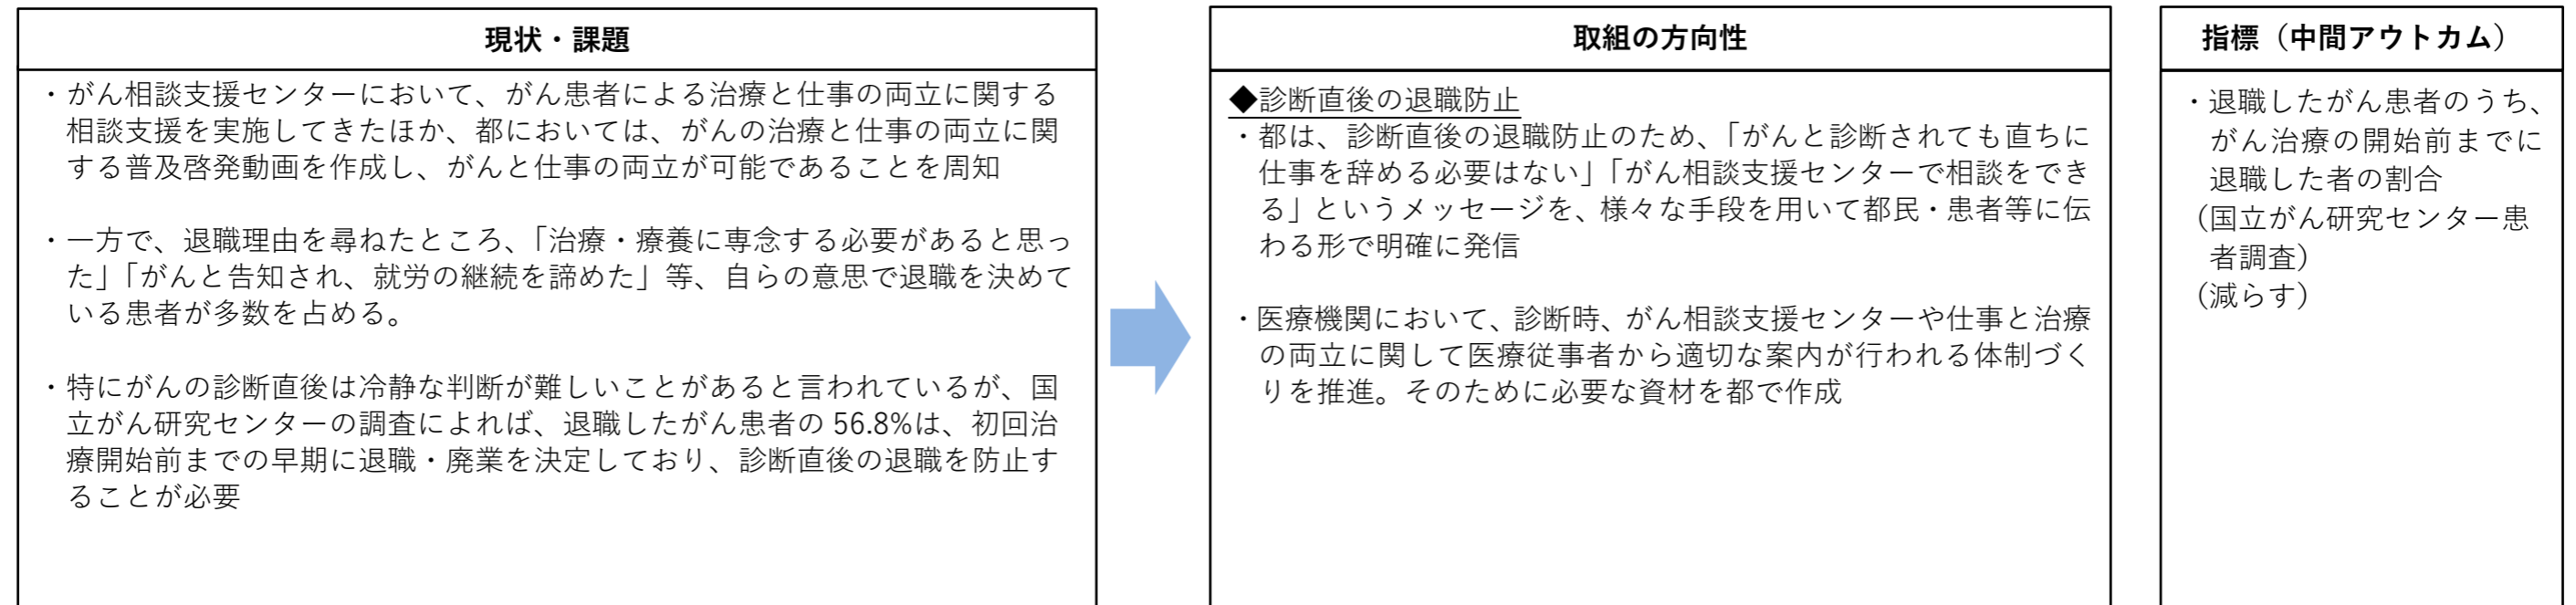 現状・課題
・がん相談支援センターにおいて、がん患者による治療と仕事の両立に関する
相談支援を実施してきたほか、都においては、がんの治療と仕事の両立に関
する普及啓発動画を作成し、がんと仕事の両立が可能であることを周知
・一方で、退職理由を尋ねたところ、「治療・療養に専念する必要があると思っ
た」「がんと告知され、就労の継続を諦めた」等、自らの意思で退職を決めて
いる患者が多数を占める。
・特にがんの診断直後は冷静な判断が難しいことがあると言われているが、国
立がん研究センターの調査によれば、退職したがん患者の 56.8%は、初回治
療開始前までの早期に退職・廃業を決定しており、診断直後の退職を防止す
ることが必要
取組の方向性
◆診断直後の退職防止
・都は、診断直後の退職防止のため、「がんと診断されても直ちに
仕事を辞める必要はない」「がん相談支援センターで相談をでき
る」というメッセージを、様々な手段を用いて都民・患者等に伝
わる形で明確に発信
・医療機関において、診断時、がん相談支援センターや仕事と治療
の両立に関して医療従事者から適切な案内が行われる体制づく
りを推進。そのために必要な資材を都で作成
指標（中間アウトカム）
・退職したがん患者のうち、
がん治療の開始前までに
退職した者の割合
（国立がん研究センター患
者調査）
（減らす）